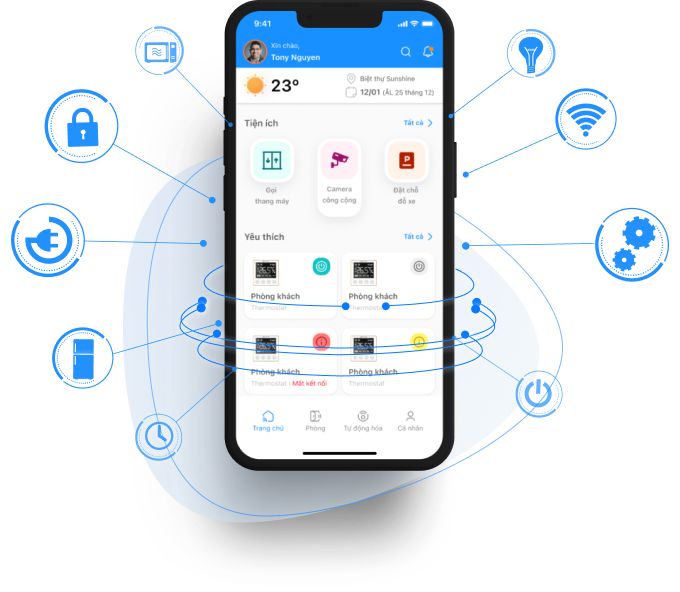 9:41
Xin chào,
Tony Nguyen
23°
Biệt thự Sunshine
12/01 (ÂL 25 tháng 12)
Tiện ích
Tất cả
P
Gọi
thang máy
Camera
công cộng
Đặt chỗ
đỗ xe
Yêu thích
Tất cả
Phòng khách
Thermostat
Phòng khách
Phòng khách
Thermostat | Mất kết nối
Phòng khách
Thermostat
Trang chủ
Phòng
Tự động hóa
Cá nhân